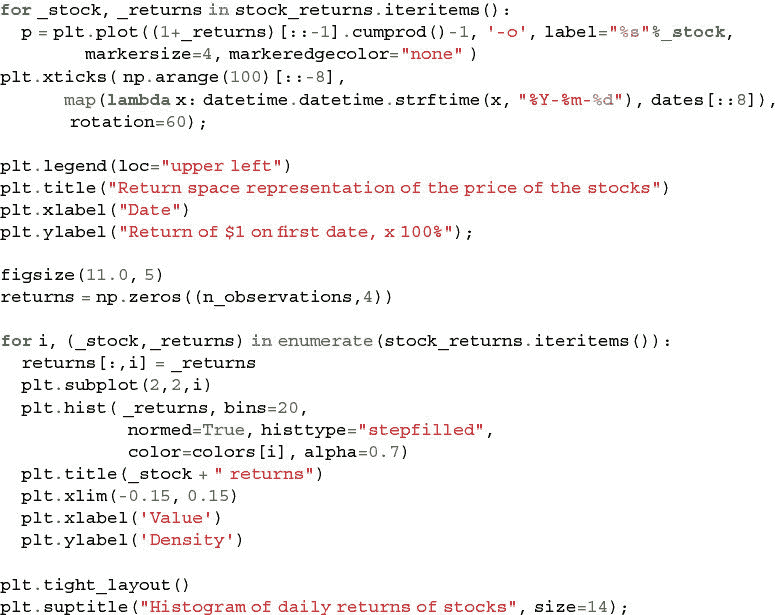 for _stock, _returns in stock_returns.iteritems():
  p = plt.plot((1+_returns)[::-1].cumprod()-1, '-o', label="%s"%_stock,
        markersize=4, markeredgecolor="none" )
plt.xticks( np.arange(100)[::-8],
      map(lambda x: datetime.datetime.strftime(x, "%Y-%m-%d"), dates[::8]),
      rotation=60);

plt.legend(loc="upper left")
plt.title("Return space representation of the price of the stocks")
plt.xlabel("Date")
plt.ylabel("Return of $1 on first date, x 100%");

figsize(11.0, 5)
returns = np.zeros((n_observations,4))

for i, (_stock,_returns) in enumerate(stock_returns.iteritems()):
  returns[:,i] = _returns
  plt.subplot(2,2,i)
  plt.hist( _returns, bins=20,
            normed=True, histtype="stepfilled",
            color=colors[i], alpha=0.7)
  plt.title(_stock + " returns")
  plt.xlim(-0.15, 0.15)
  plt.xlabel('Value')
  plt.ylabel('Density')

plt.tight_layout()
plt.suptitle("Histogram of daily returns of stocks", size=14);